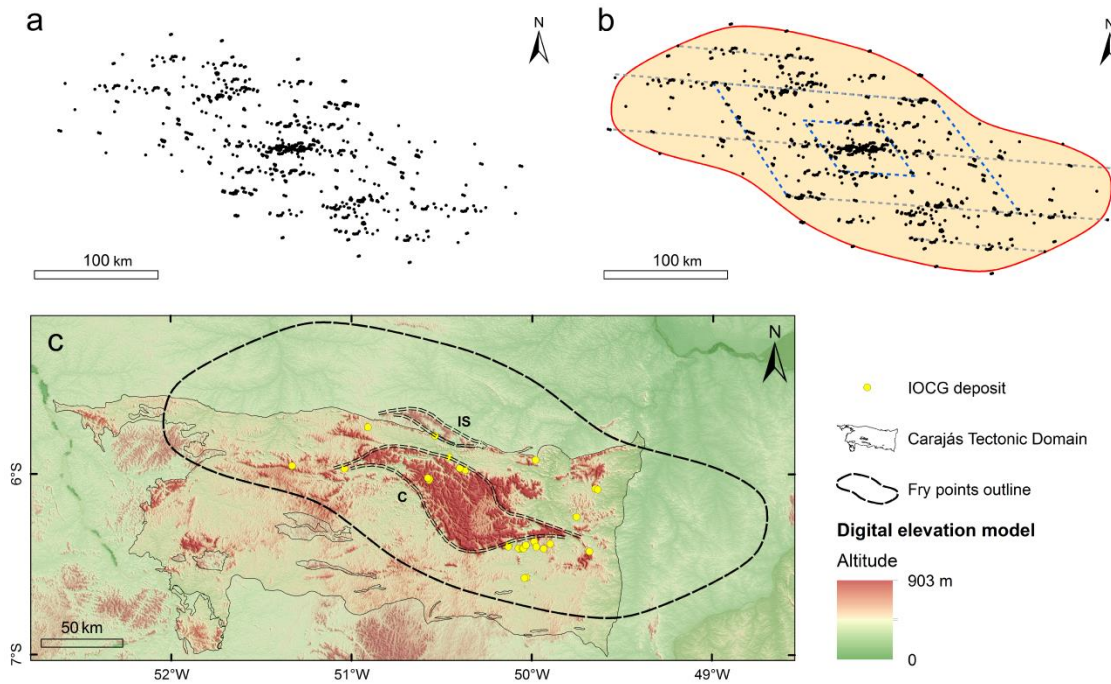 a
N
100 km
b
N
100 km
c
N
IS
C
6°S
7°S
50 km
52°W
51°W
50°W
49°W
IOCG deposit
Carajás Tectonic Domain
Fry points outline
Digital elevation model
Altitude
903 m
0